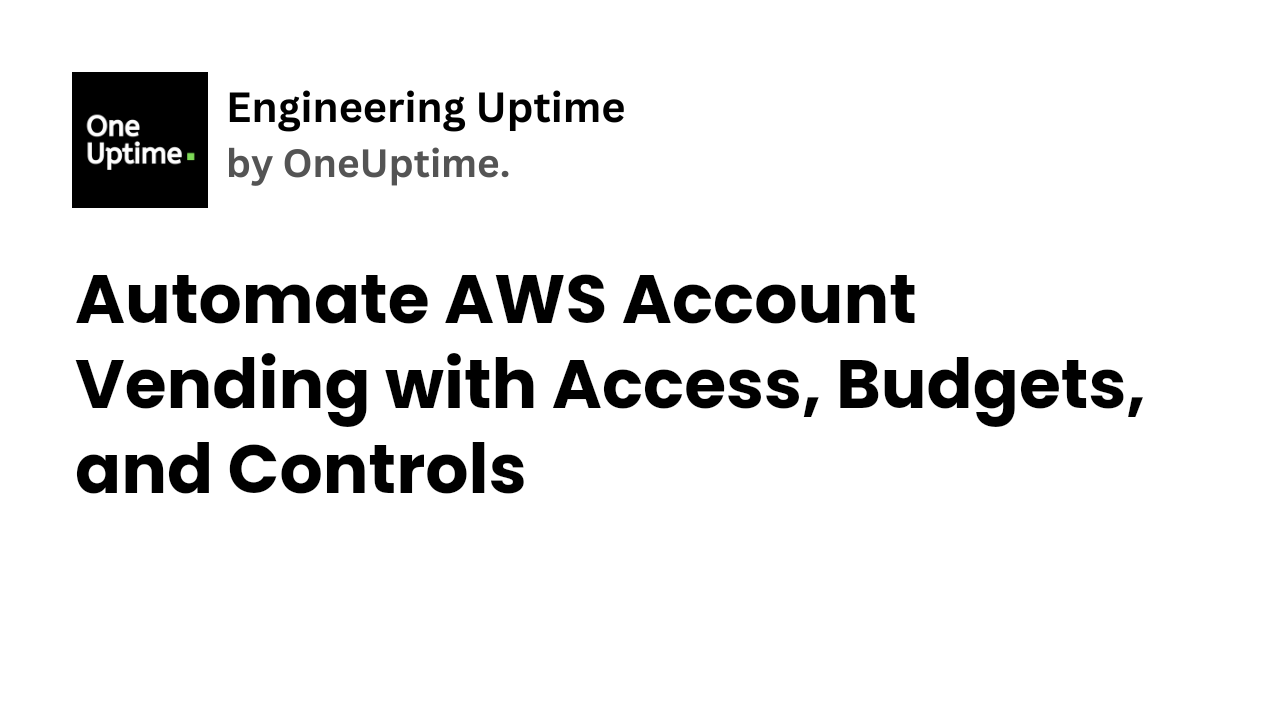 One
Uptime.
Engineering Uptime
by OneUptime.
Automate AWS Account
Vending with Access, Budgets,
and Controls